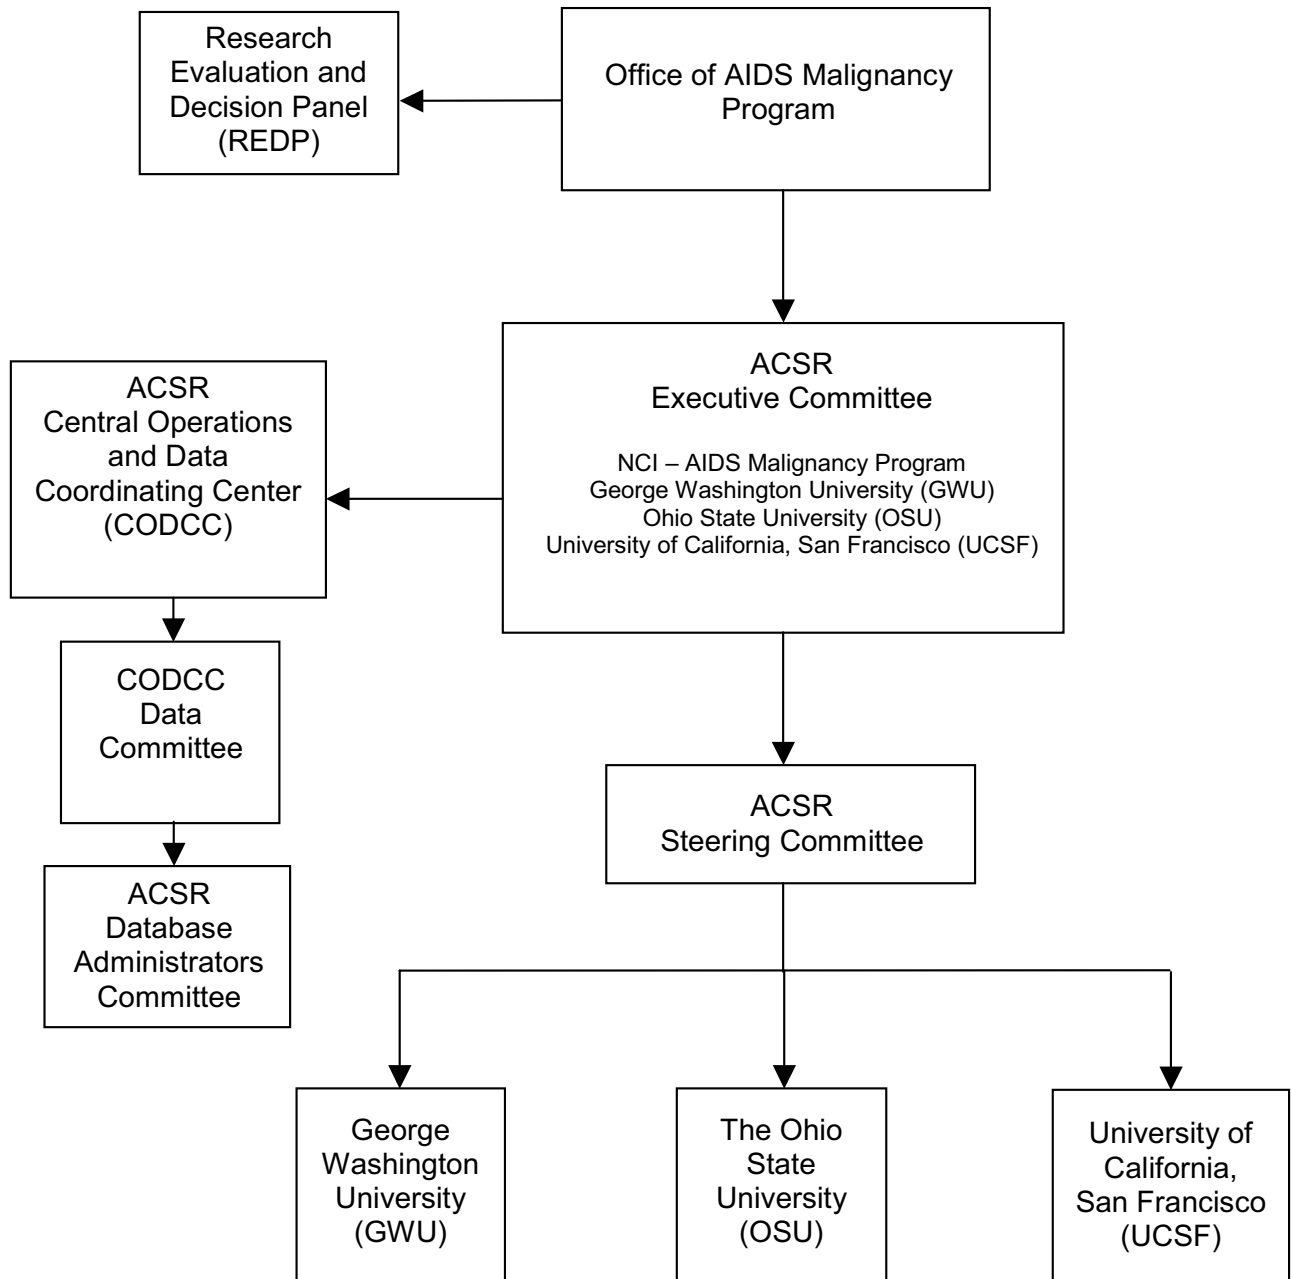 Research
Evaluation and
Decision Panel
(REDP)
Office of AIDS Malignancy
Program
ACSR
Central Operations
and Data
Coordinating Center
(CODCC)
ACSR
Executive Committee
NCI – AIDS Malignancy Program
George Washington University (GWU)
Ohio State University (OSU)
University of California, San Francisco (UCSF)
CODCC
Data
Committee
ACSR
Steering Committee
ACSR
Database
Administrators
Committee
George
Washington
University
(GWU)
The Ohio
State
University
(OSU)
University of
California,
San Francisco
(UCSF)